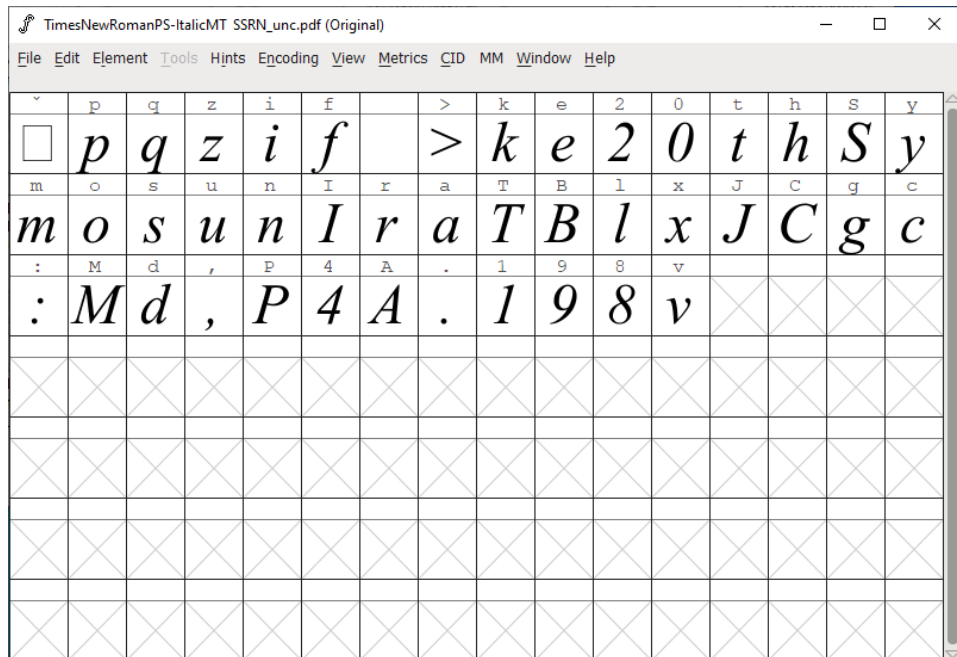 TimesNewRomanPS-ItalicMT SSRN_unc.pdf (Original)
File Edit Element Tools Hints Encoding View Metrics CID MM Window Help
ˇ p q z i f > k e 2 0 t h S y
p q z i f > k e 2 0 t h S y
m o s u n I r a T B l x J C g c
m o s u n I r a T B l x J C g c
: M d , P 4 A . 1 9 8 v
: M d , P 4 A . 1 9 8 v